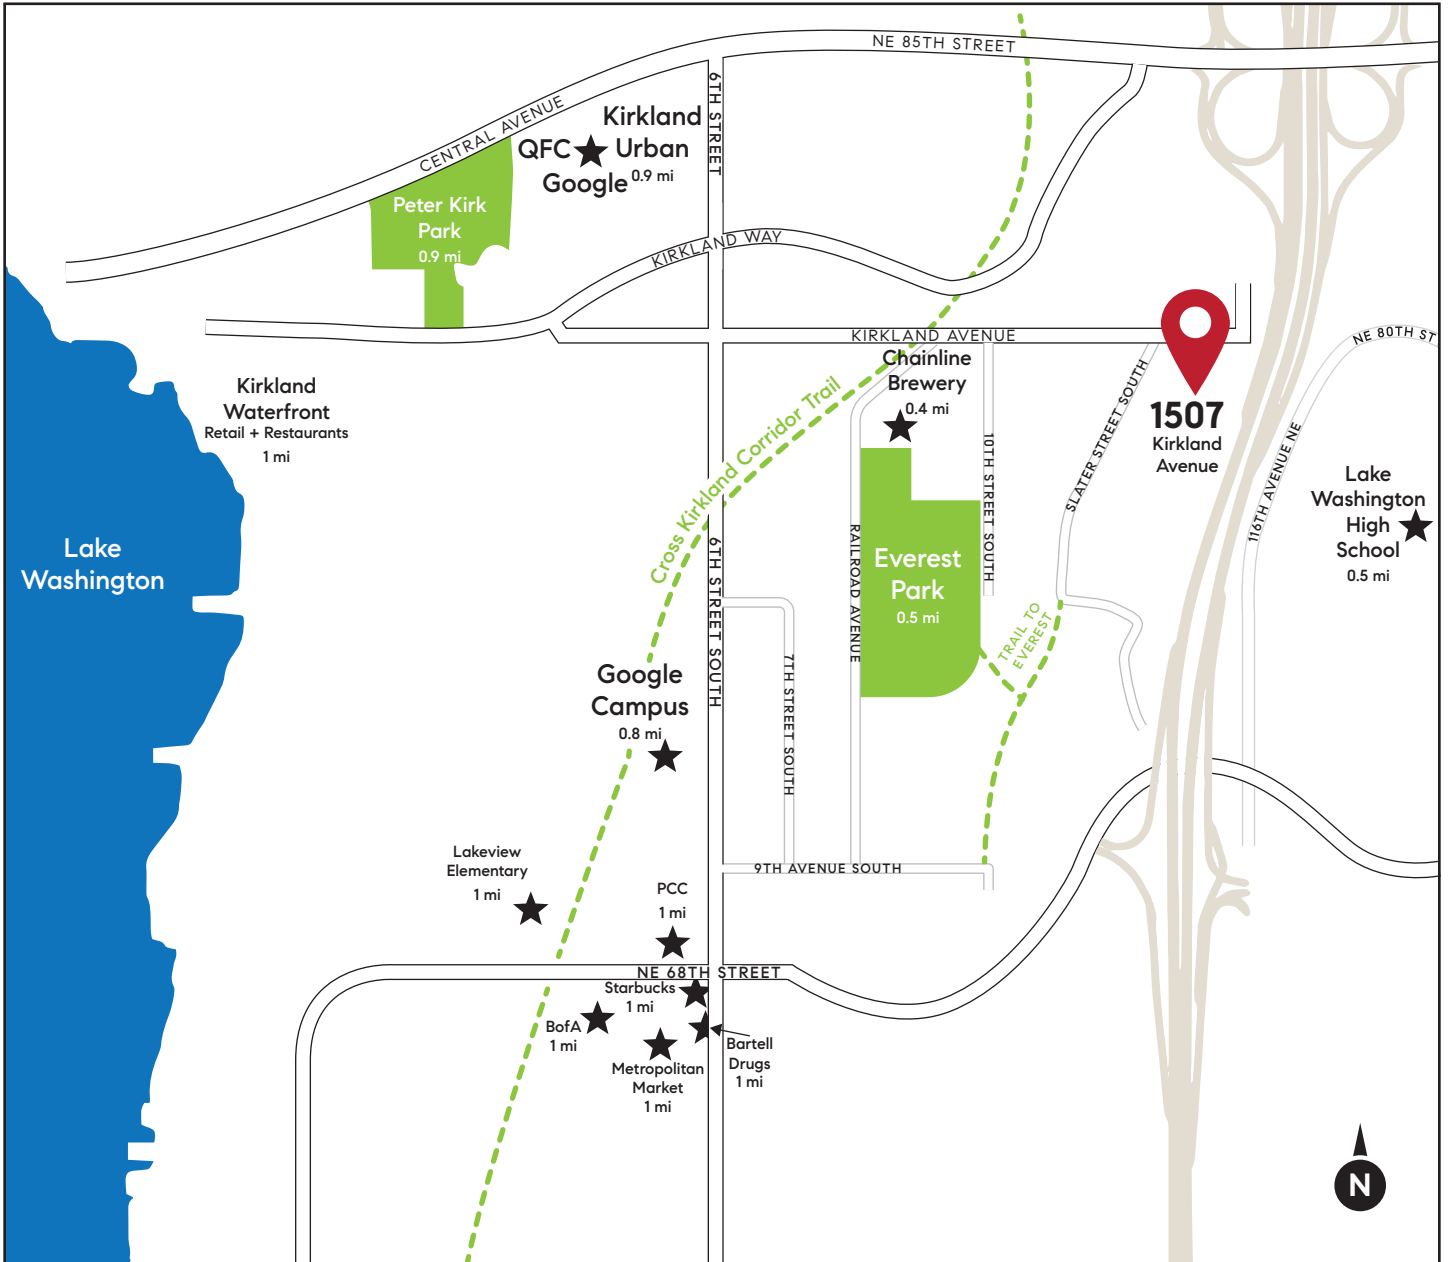 NE 85TH STREET
CENTRAL AVENUE
6TH STREET
Kirkland
QFC Urban
Google 0.9 mi
Peter Kirk
Park
0.9 mi
KIRKLAND WAY
KIRKLAND AVENUE
NE 80TH ST
Chainline
Brewery
0.4 mi
Kirkland
Waterfront
Retail + Restaurants
1 mi
Cross Kirkland Corridor Trail
10TH STREET SOUTH
SLATER STREET SOUTH
1507
Kirkland
Avenue
116TH AVENUE NE
Lake
Washington
High
School
0.5 mi
Lake
Washington
6TH STREET SOUTH
RAILROAD AVENUE
Everest
Park
0.5 mi
TRAIL TO
EVEREST
Google
Campus
0.8 mi
7TH STREET SOUTH
Lakeview
Elementary
1 mi
9TH AVENUE SOUTH
PCC
1 mi
NE 68TH STREET
Starbucks
1 mi
BofA
1 mi
Bartell
Drugs
1 mi
Metropolitan
Market
1 mi
N